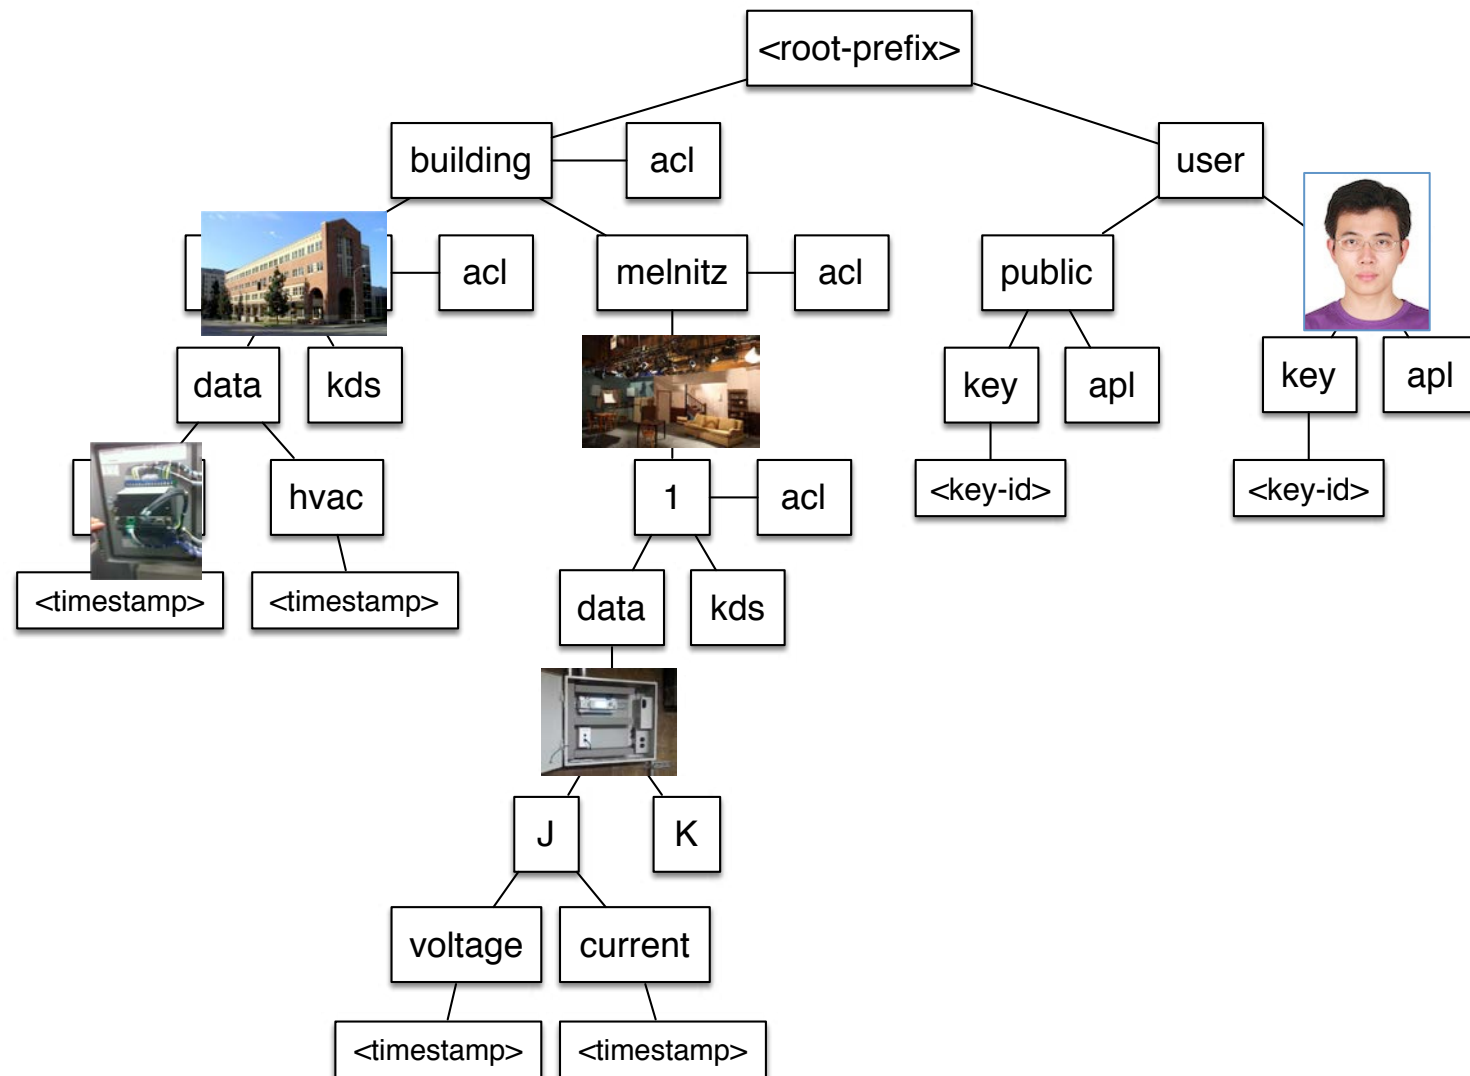 <root-prefix>
building
acl
user
acl
melnitz
acl
public
data
kds
key
apl
key
apl
hvac
1
acl
<key-id>
<key-id>
<timestamp>
<timestamp>
data
kds
J
K
voltage
current
<timestamp>
<timestamp>